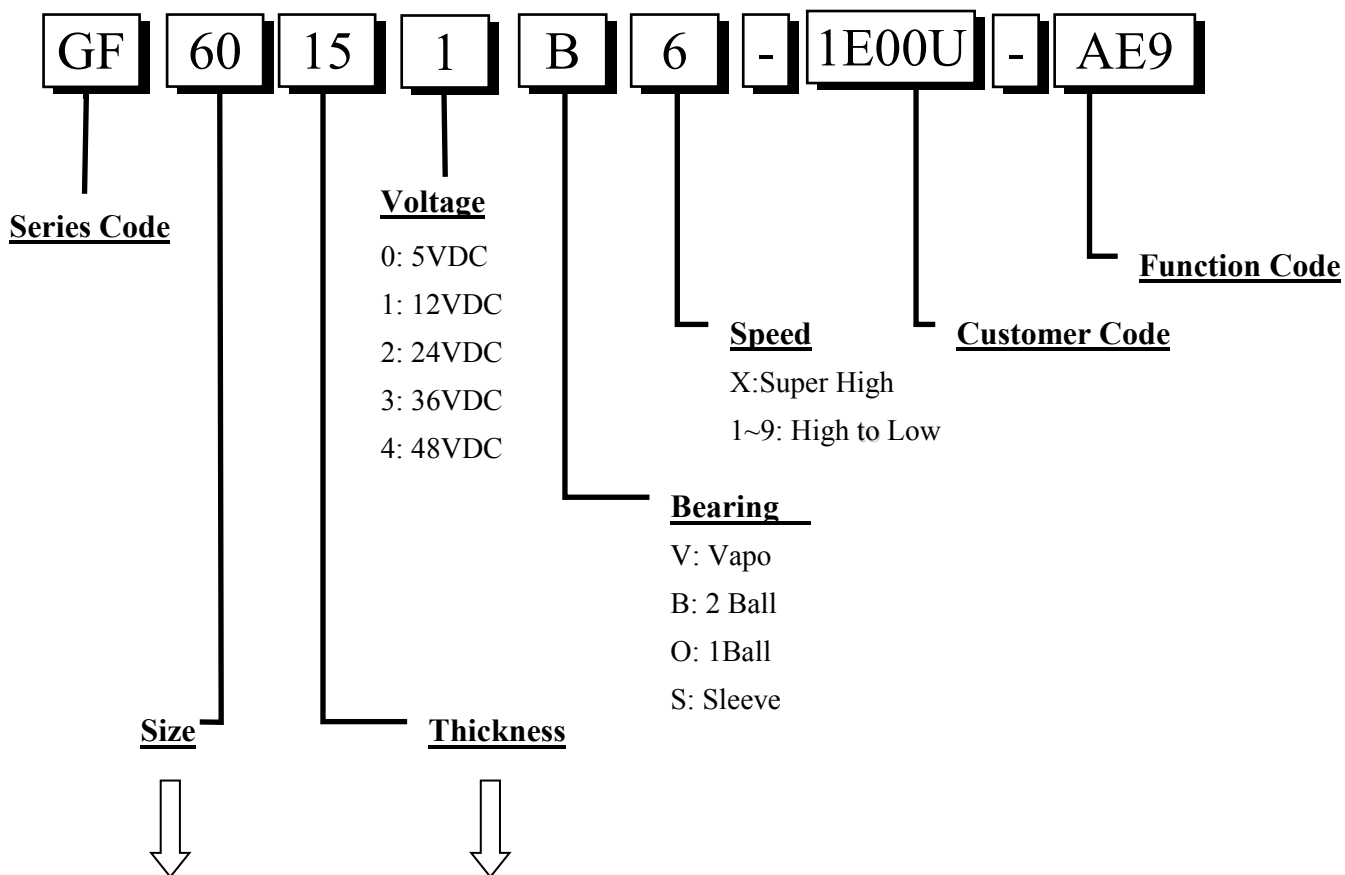 GF 60 15 1 B 6 - 1E00U - AE9
Series Code
Voltage
0: 5VDC
1: 12VDC
2: 24VDC
3: 36VDC
4: 48VDC
Function Code
Speed
X:Super High
1~9: High to Low
Customer Code
Bearing
V: Vapo
B: 2 Ball
O: 1Ball
S: Sleeve
Size
Thickness